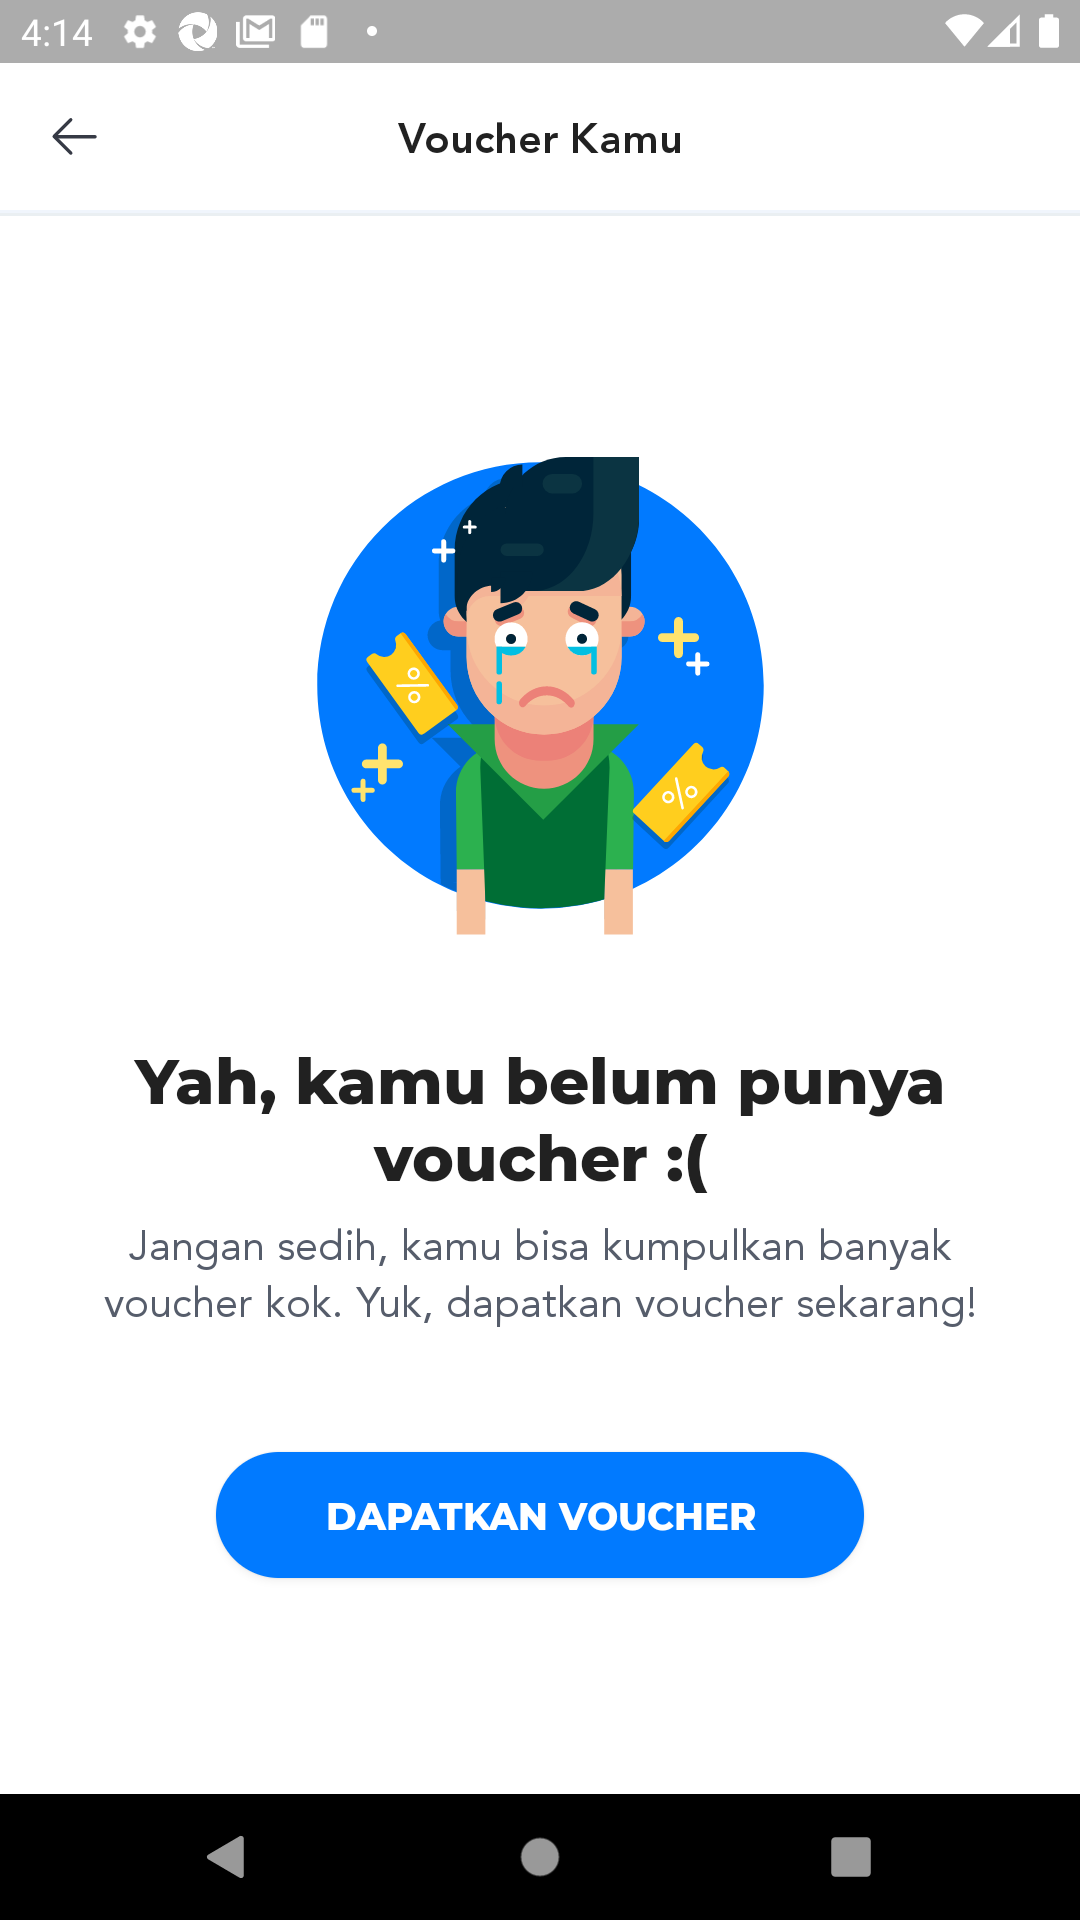 4:14
Voucher Kamu
%
%
Yah, kamu belum punya
voucher :(
Jangan sedih, kamu bisa kumpulkan banyak
voucher kok. Yuk, dapatkan voucher sekarang!
DAPATKAN VOUCHER